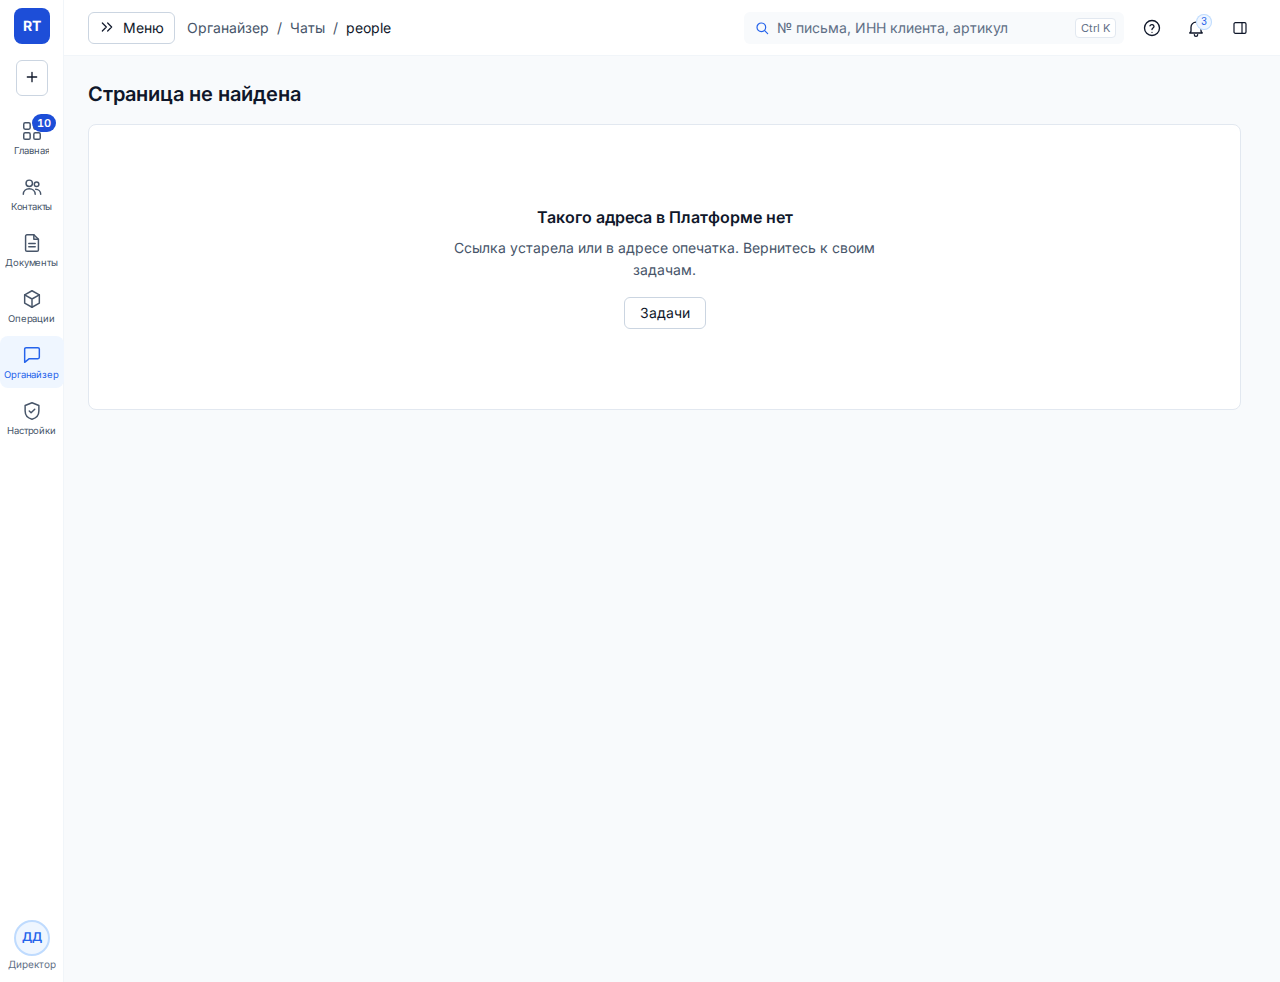 RT
Меню
Органайзер / Чаты / people
№ письма, ИНН клиента, артикул
Ctrl K
3
Страница не найдена
10
Главная
Контакты
Документы
Операции
Органайзер
Настройки
Такого адреса в Платформе нет
Ссылка устарела или в адресе опечатка. Вернитесь к своим
задачам.
Задачи
ДД
Директор